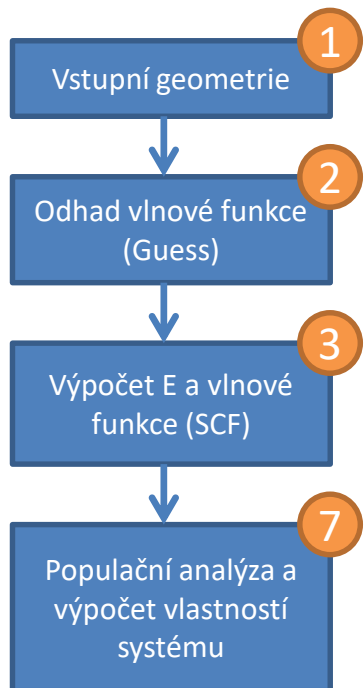 1
Vstupní geometrie
2
Odhad vlnové funkce
(Guess)
3
Výpočet E a vlnové
funkce (SCF)
7
Populační analýza a
výpočet vlastností
systému